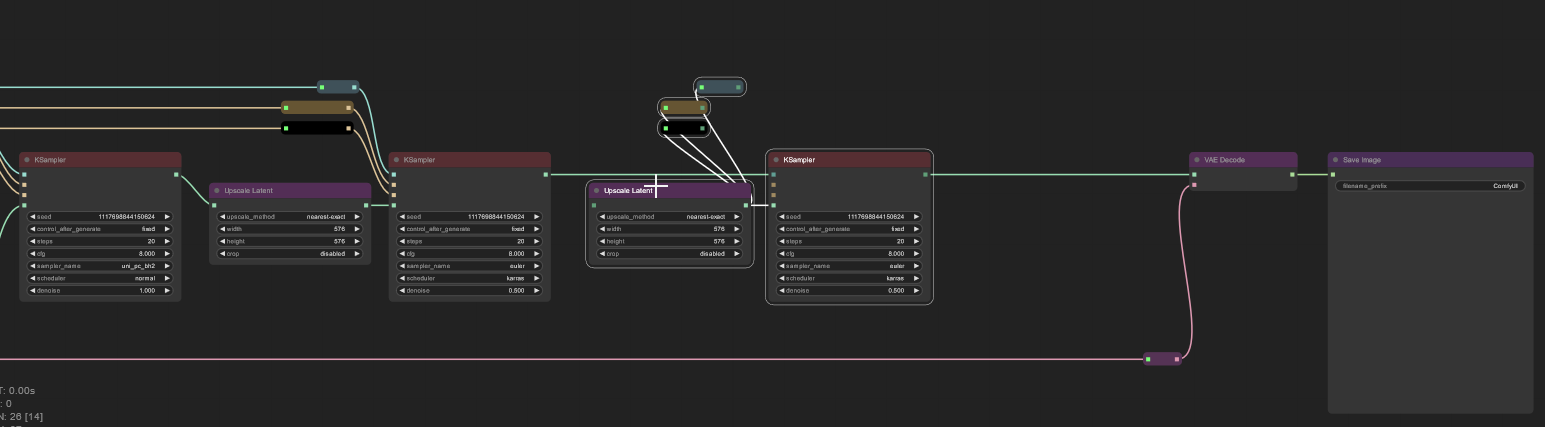 KSampler
seed 1117698844150624
control_after_generate fixed
steps 20
cfg 8.000
sampler_name uni_pc_bh2
scheduler normal
denoise 1.000
Upscale Latent
upscale_method nearest-exact
width 576
height 576
crop disabled
KSampler
seed 1117698844150624
control_after_generate fixed
steps 20
cfg 8.000
sampler_name euler
scheduler karras
denoise 0.500
Upscale Latent
upscale_method nearest-exact
width 576
height 576
crop disabled
KSampler
seed 1117698844150624
control_after_generate fixed
steps 20
cfg 8.000
sampler_name euler
scheduler karras
denoise 0.500
VAE Decode
Save Image
filename_prefix ComfyUI
T: 0.00s
: 0
N: 26 [14]